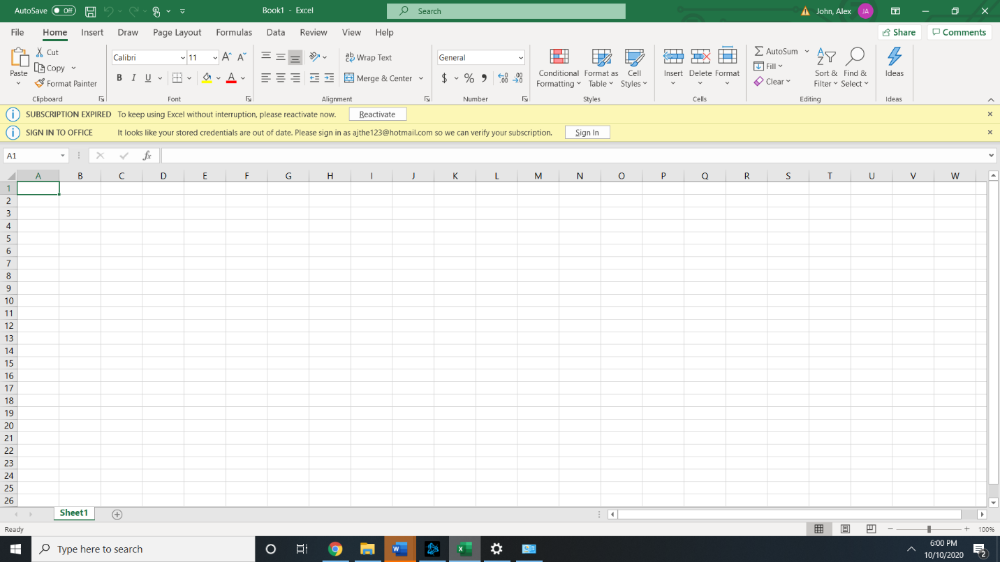 AutoSave Off Book1 - Excel Search John, Alex JA
File Home Insert Draw Page Layout Formulas Data Review View Help Share Comments
Paste
Cut
Copy
Format Painter
Clipboard
Calibri 11 A A
B I U A
Font
ab Wrap Text
Merge & Center
Alignment
General
$ % 9
Number
Conditional Formatting
Format as Table
Cell Styles
Styles
Insert Delete Format
Cells
AutoSum
Fill
Clear
Sort & Filter
Find & Select
Editing
Ideas
Ideas
SUBSCRIPTION EXPIRED To keep using Excel without interruption, please reactivate now. Reactivate
SIGN IN TO OFFICE It looks like your stored credentials are out of date. Please sign in as ajthe123@hotmail.com so we can verify your subscription. Sign In
A1 fx
A B C D E F G H I J K L M N O P Q R S T U V W
1
2
3
4
5
6
7
8
9
10
11
12
13
14
15
16
17
18
19
20
21
22
23
24
25
26
Sheet1
Ready 100%
Type here to search
6:00 PM
10/10/2020
2